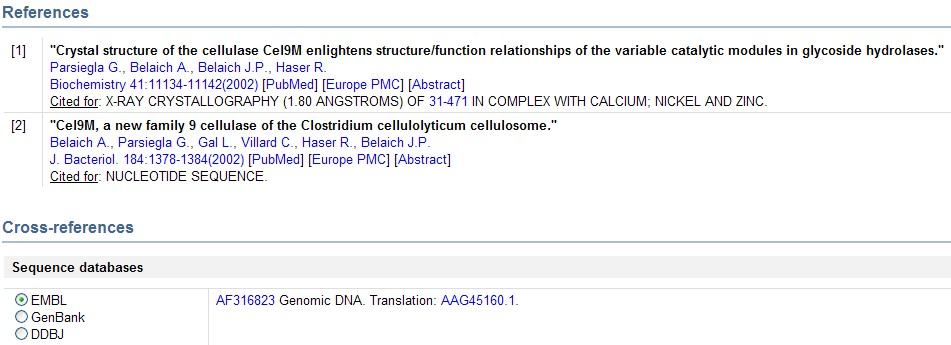 References
[1] "Crystal structure of the cellulase Cel9M enlightens structure/function relationships of the variable catalytic modules in glycoside hydrolases."
Parsiegla G., Belaich A., Belaich J.P., Haser R.
Biochemistry 41:11134-11142(2002) [PubMed] [Europe PMC] [Abstract]
Cited for: X-RAY CRYSTALLOGRAPHY (1.80 ANGSTROMS) OF 31-471 IN COMPLEX WITH CALCIUM; NICKEL AND ZINC.
[2] "Cel9M, a new family 9 cellulase of the Clostridium cellulolyticum cellulosome."
Belaich A., Parsiegla G., Gal L., Villard C., Haser R., Belaich J.P.
J. Bacteriol. 184:1378-1384(2002) [PubMed] [Europe PMC] [Abstract]
Cited for: NUCLEOTIDE SEQUENCE.
Cross-references
Sequence databases
EMBL AF316823 Genomic DNA. Translation: AAG45160.1.
GenBank
DDBJ